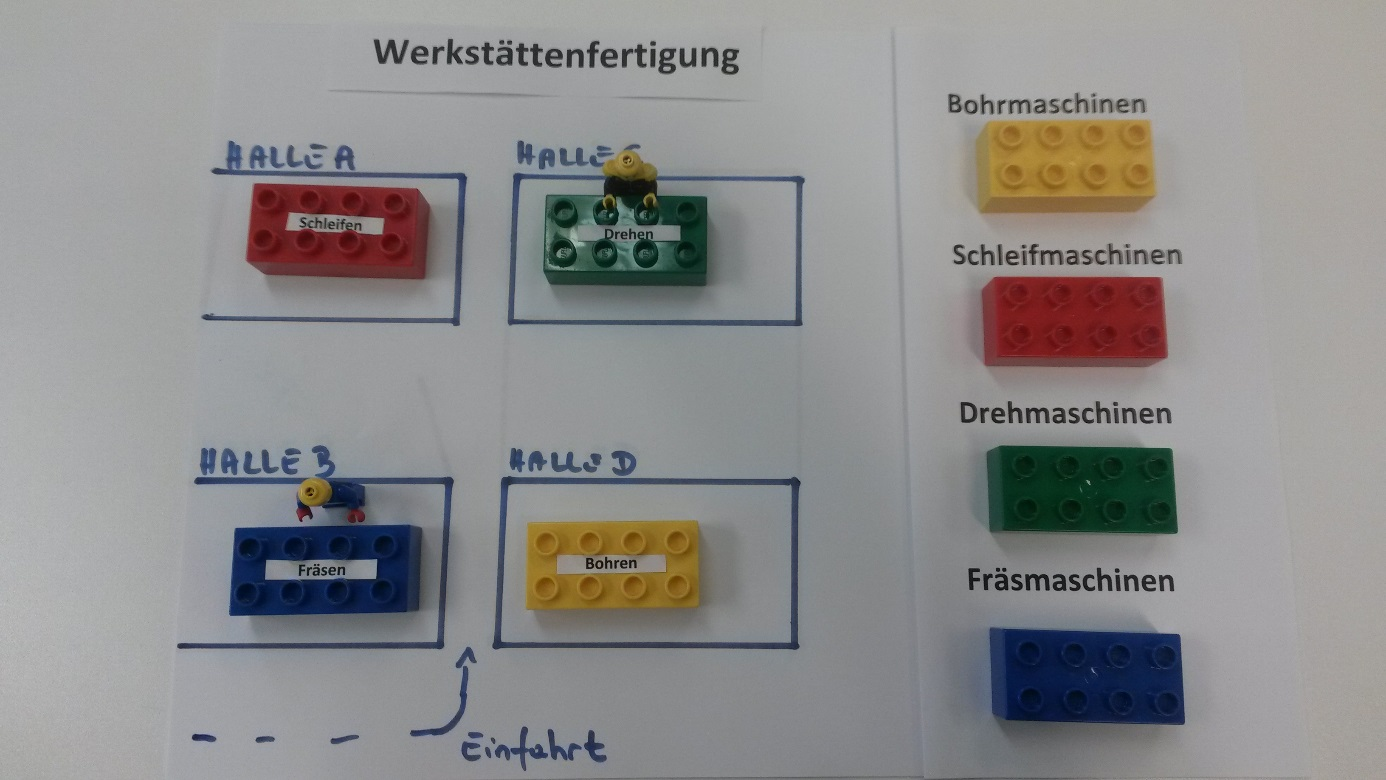 Werkstättenfertigung
HALLE A
Schleifen
HALLE
Drehen
HALLE B
Fräsen
HALLE D
Bohren
Einfahrt
Bohrmaschinen
Schleifmaschinen
Drehmaschinen
Fräsmaschinen